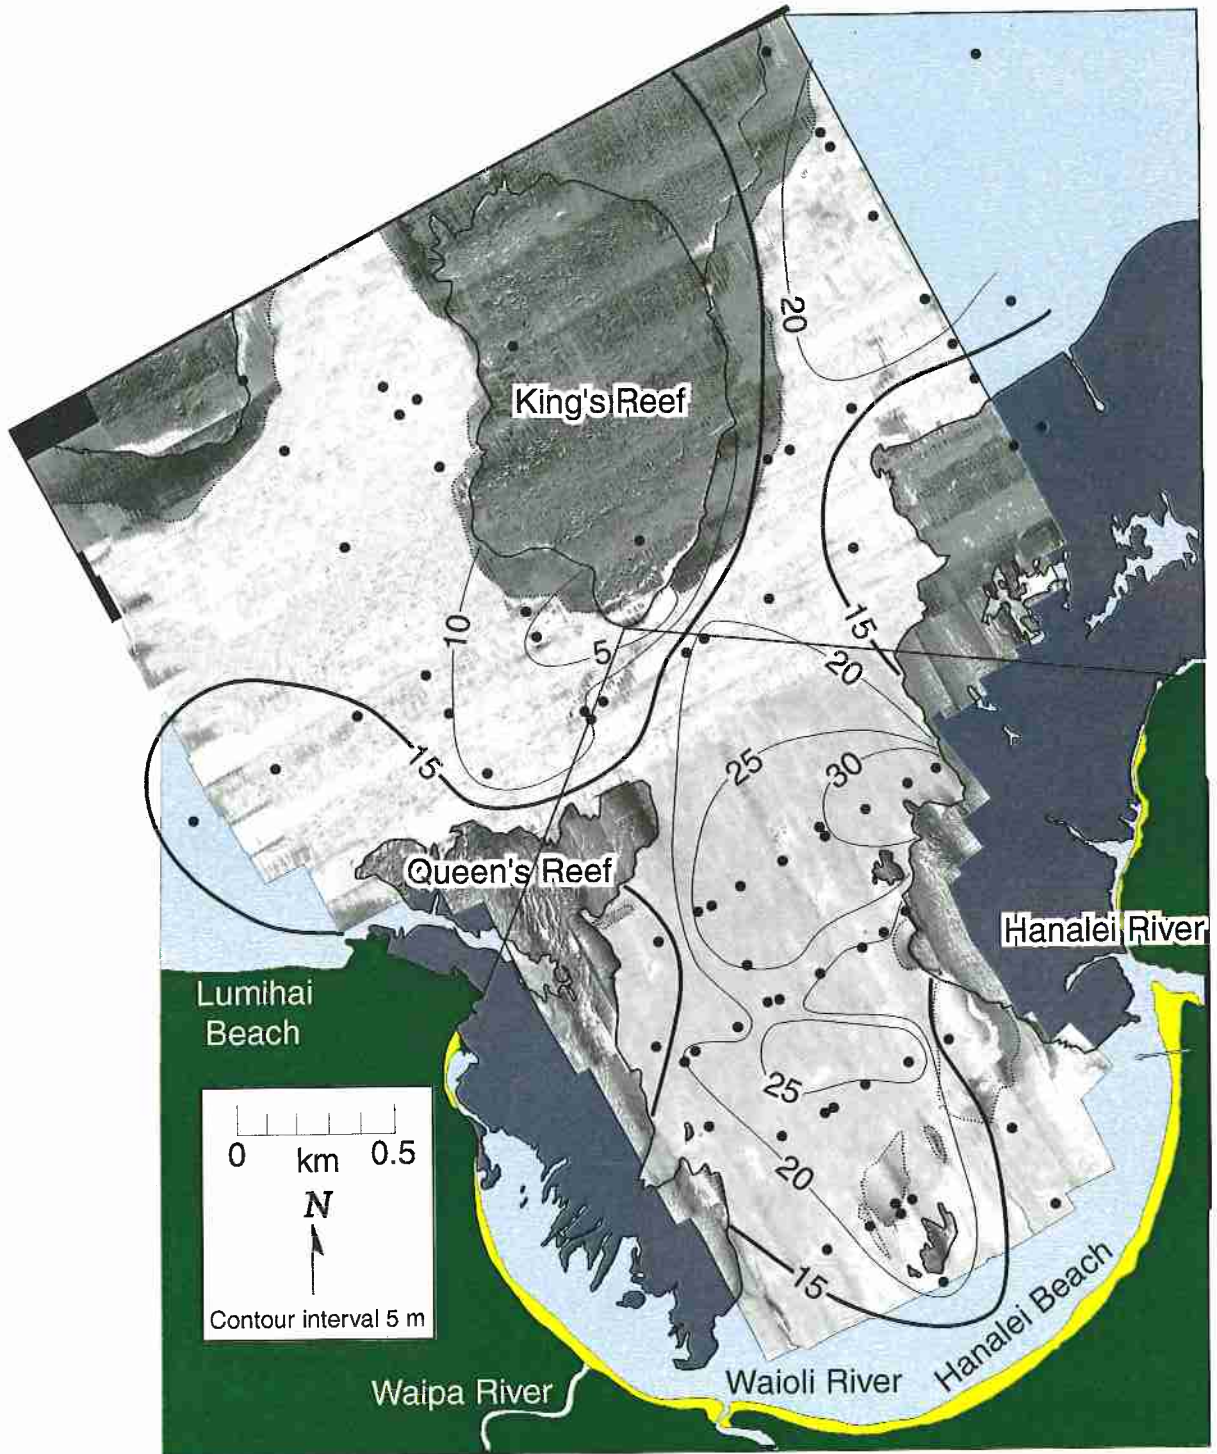 20
King's Reef
10
5
15
20
15
25
30
Queen's Reef
Hanalei River
Lumihai
Beach
25
20
15
0 km 0.5
N
Contour interval 5 m
Waipa River
Waioli River
Hanalei Beach